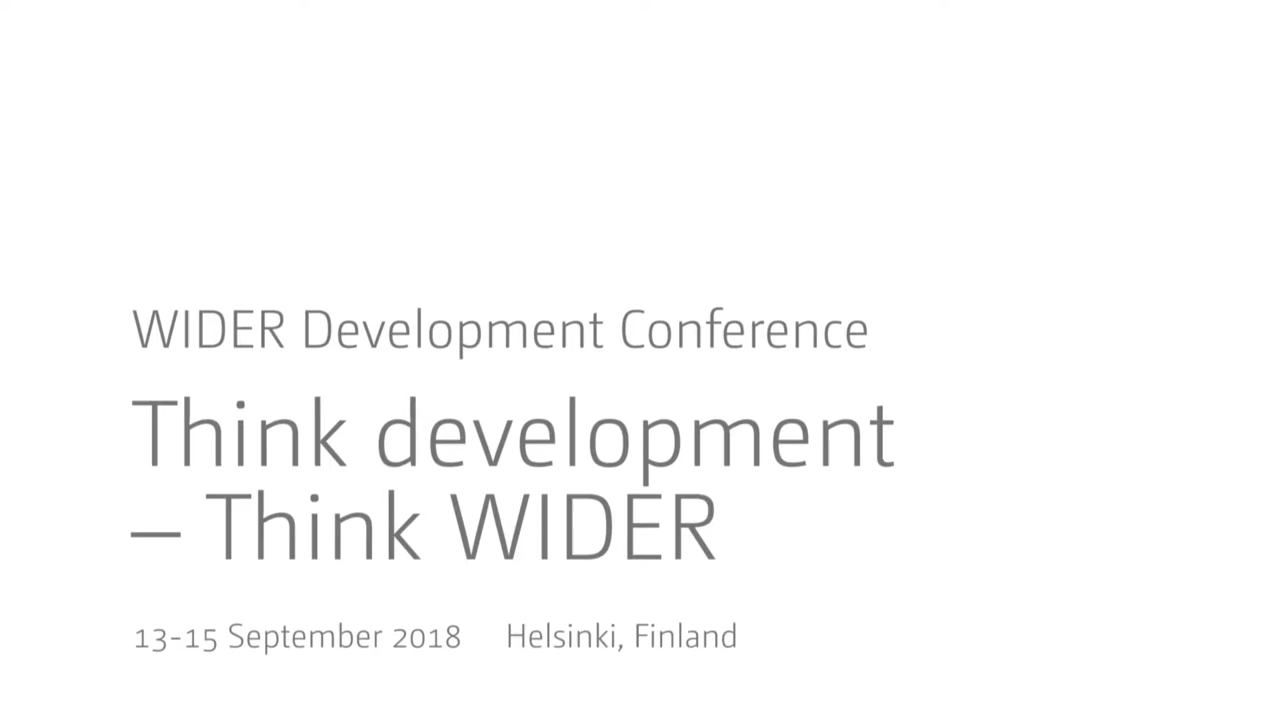 WIDER Development Conference
Think development
– Think WIDER
13-15 September 2018 Helsinki, Finland